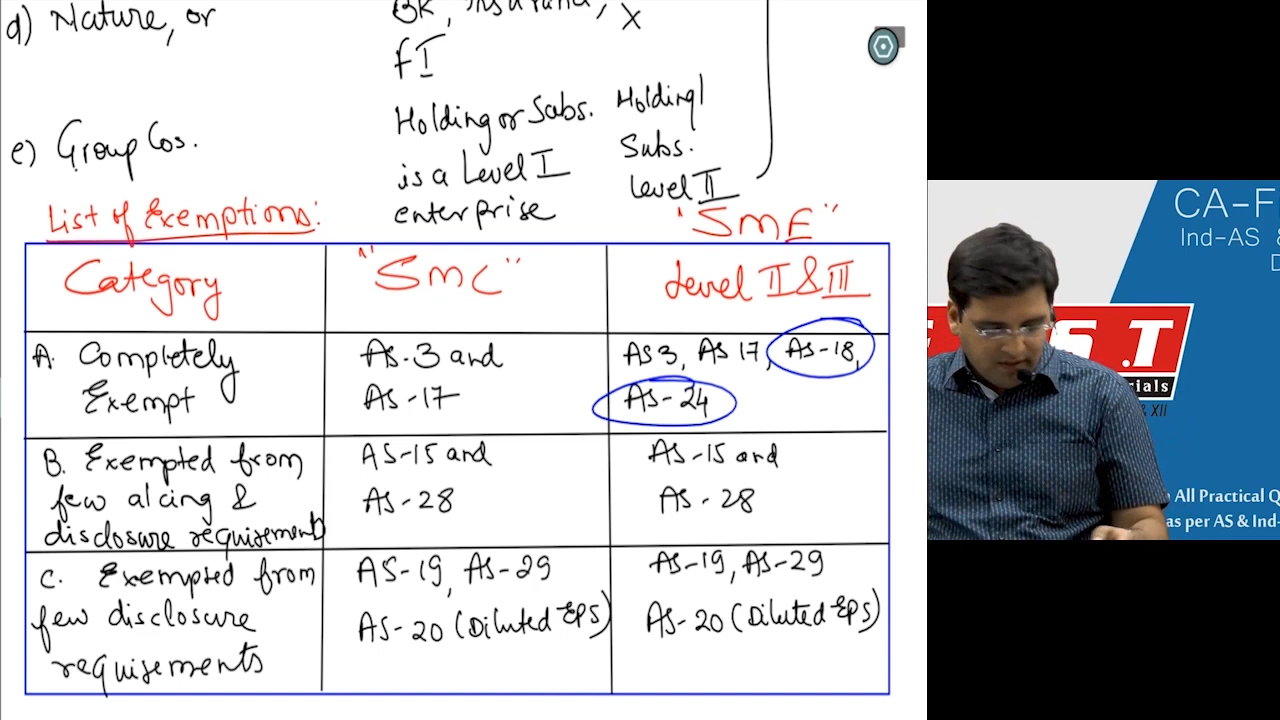 d) Nature, or
BK, Insurance, X
FI
e) Group Cos.
Holding or Subs.
is a Level I
enterprise
Holding/
Subs.
Level II
List of Exemptions:
"SME"
Category
"SMC"
Level II & III
A. Completely
Exempt
AS-3 and
AS-17
AS 3, AS 17, AS-18,
AS-24
B. Exempted from
few a/cing &
disclosure requirements
AS-15 and
AS-28
AS-15 and
AS-28
C. Exempted from
few disclosure
requirements
AS-19, AS-29
AS-20 (Diluted EPS)
AS-19, AS-29
AS-20 (Diluted EPS)
CA-F
Ind-AS &
D
S.T
ials
& XII
All Practical Q
as per AS & Ind-